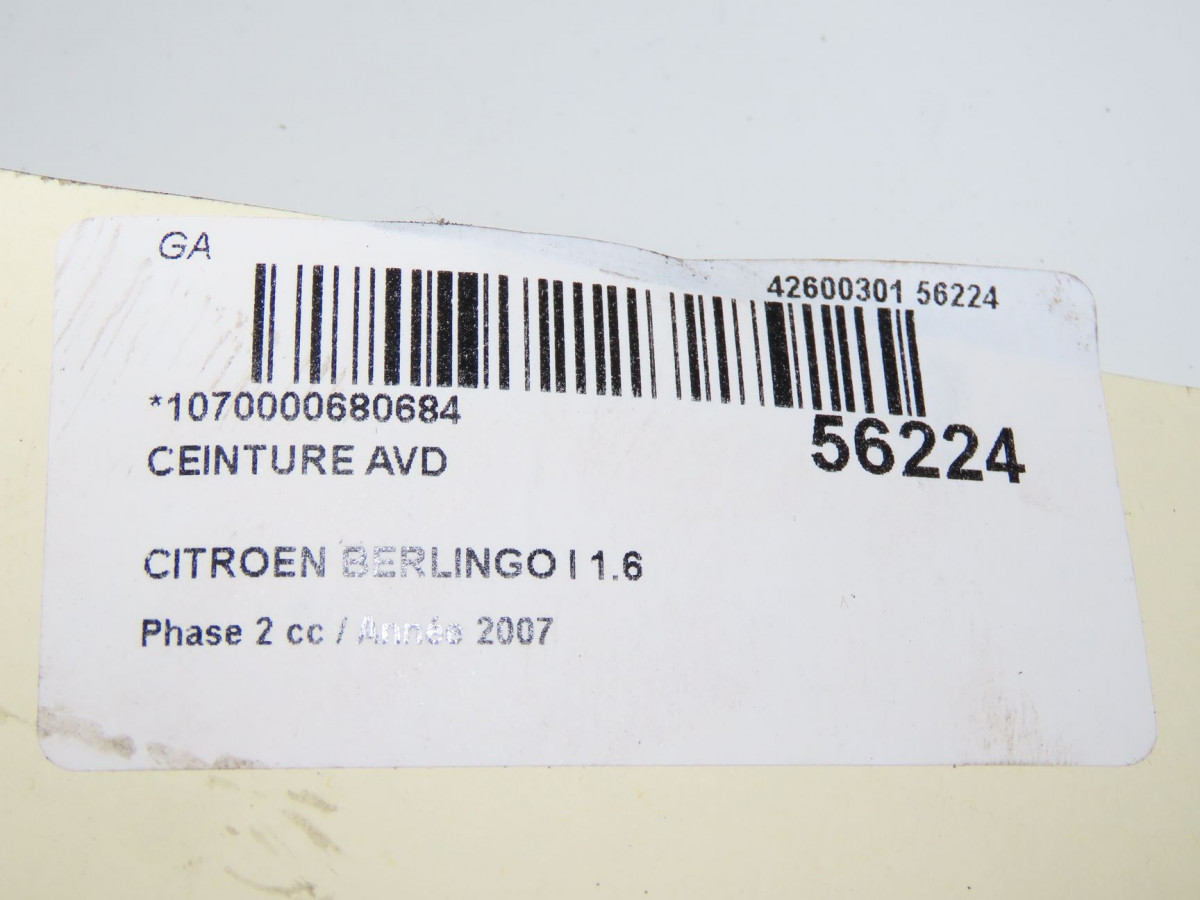 GA
42600301 56224
*1070000680684
56224
CEINTURE AVD
CITROEN BERLINGO I 1.6
Phase 2 cc / Année 2007